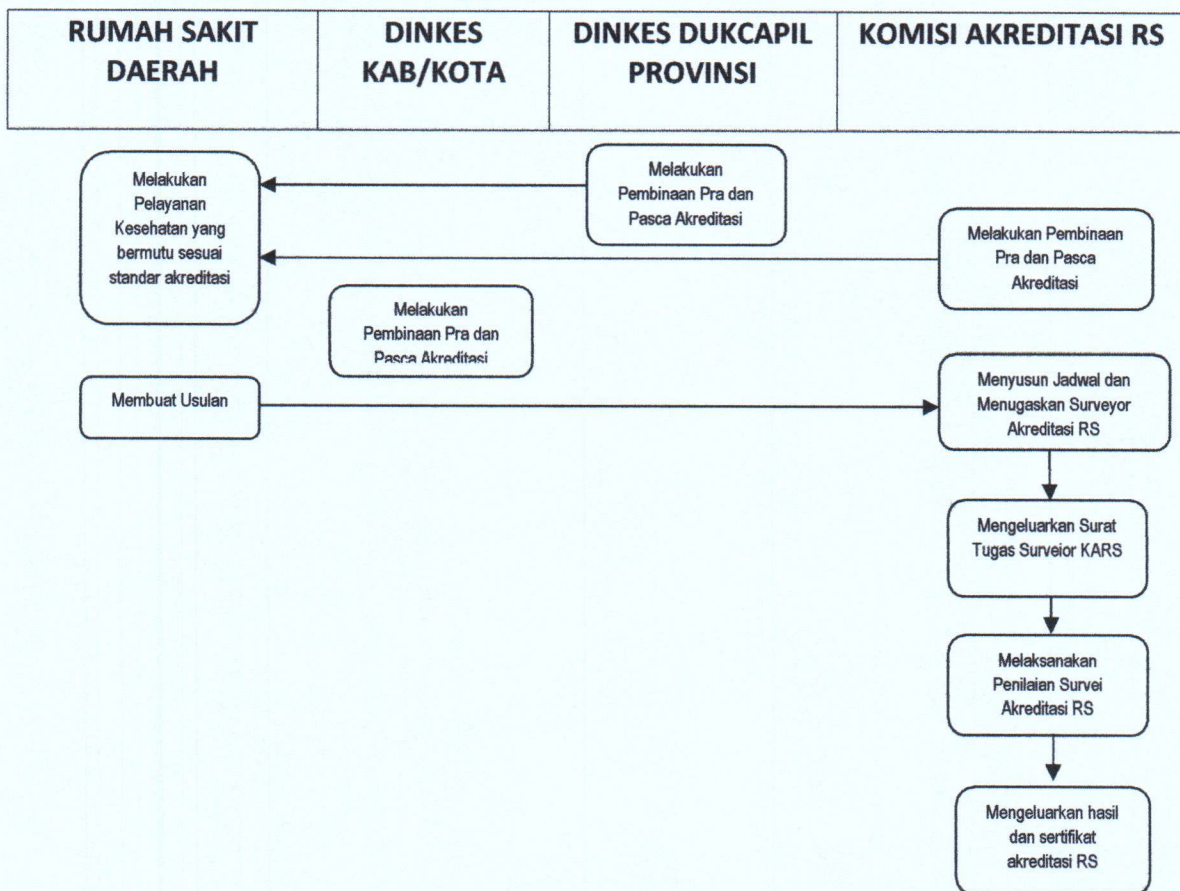 RUMAH SAKIT
DAERAH
DINKES
KAB/KOTA
DINKES DUKCAPIL
PROVINSI
KOMISI AKREDITASI RS
Melakukan
Pelayanan
Kesehatan yang
bermutu sesuai
standar akreditasi
Melakukan
Pembinaan Pra dan
Pasca Akreditasi
Melakukan Pembinaan
Pra dan Pasca
Akreditasi
Melakukan
Pembinaan Pra dan
Pasca Akreditasi
Membuat Usulan
Menyusun Jadwal dan
Menugaskan Surveyor
Akreditasi RS
Mengeluarkan Surat
Tugas Surveior KARS
Melaksanakan
Penilaian Survei
Akreditasi RS
Mengeluarkan hasil
dan sertifikat
akreditasi RS